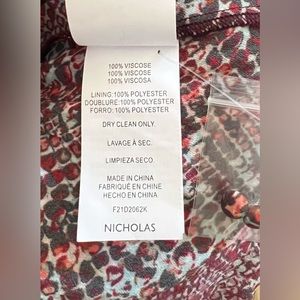 100% VISCOSE
100% VISCOSE
100% VISCOSA
LINING:100% POLYESTER
DOUBLURE:100% POLYESTER
FORRO:100% POLYESTER
DRY CLEAN ONLY.
LAVAGE À SEC.
LIMPIEZA SECO.
MADE IN CHINA
FABRIQUÉ EN CHINE
HECHO EN CHINA
F21D2062K
NICHOLAS